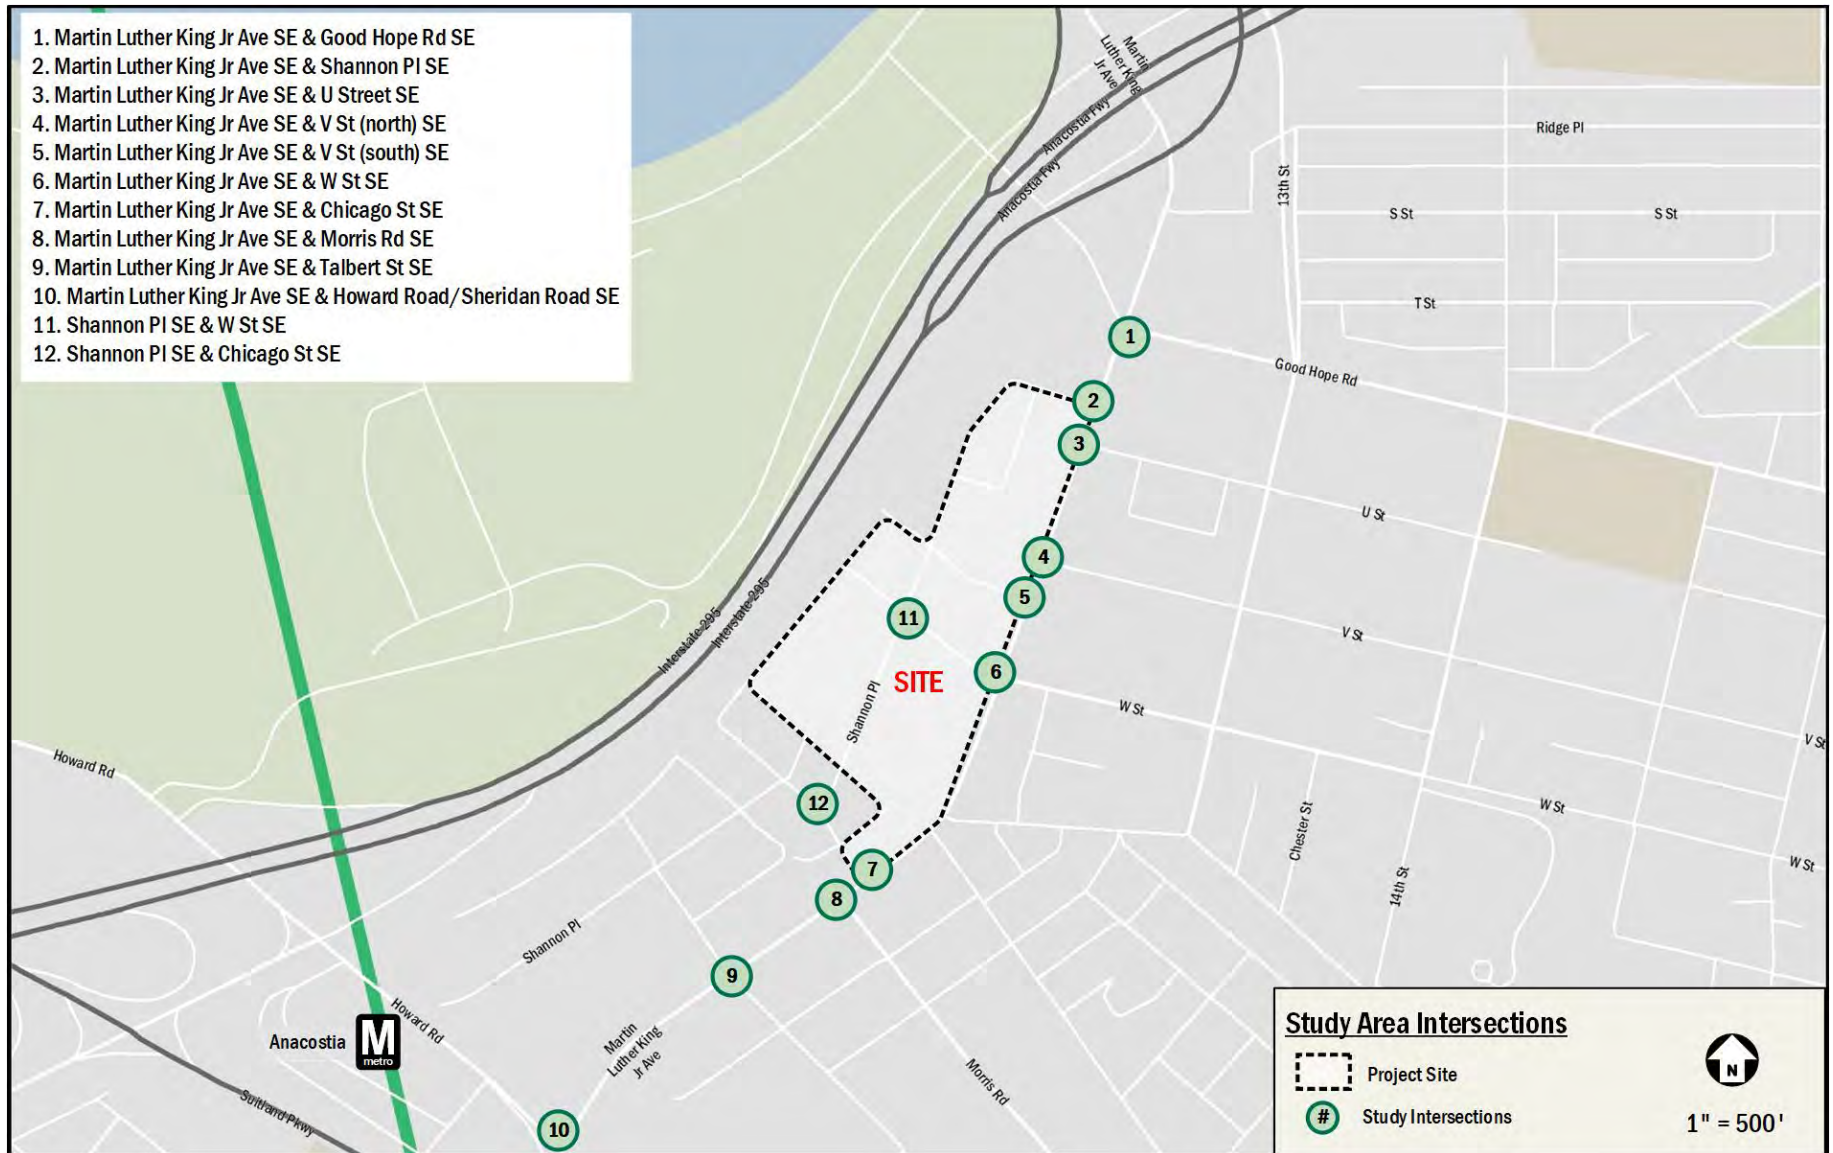 1. Martin Luther King Jr Ave SE & Good Hope Rd SE
2. Martin Luther King Jr Ave SE & Shannon Pl SE
3. Martin Luther King Jr Ave SE & U Street SE
4. Martin Luther King Jr Ave SE & V St (north) SE
5. Martin Luther King Jr Ave SE & V St (south) SE
6. Martin Luther King Jr Ave SE & W St SE
7. Martin Luther King Jr Ave SE & Chicago St SE
8. Martin Luther King Jr Ave SE & Morris Rd SE
9. Martin Luther King Jr Ave SE & Talbert St SE
10. Martin Luther King Jr Ave SE & Howard Road/Sheridan Road SE
11. Shannon Pl SE & W St SE
12. Shannon Pl SE & Chicago St SE
Martin
Luther King
Jr Ave
Anacostia Fwy
Anacostia Fwy
13th St
Ridge Pl
S St
S St
T St
1
Good Hope Rd
2
3
U St
4
5
V St
Interstate 295
Interstate 295
11
6
SITE
Shannon Pl
W St
V St
Howard Rd
12
Chester St
W St
W St
7
14th St
8
Shannon Pl
9
Howard Rd
Anacostia
M
metro
Martin
Luther King
Jr Ave
Morris Rd
Suitland Pkwy
10
Study Area Intersections
Project Site
N
# Study Intersections
1" = 500'